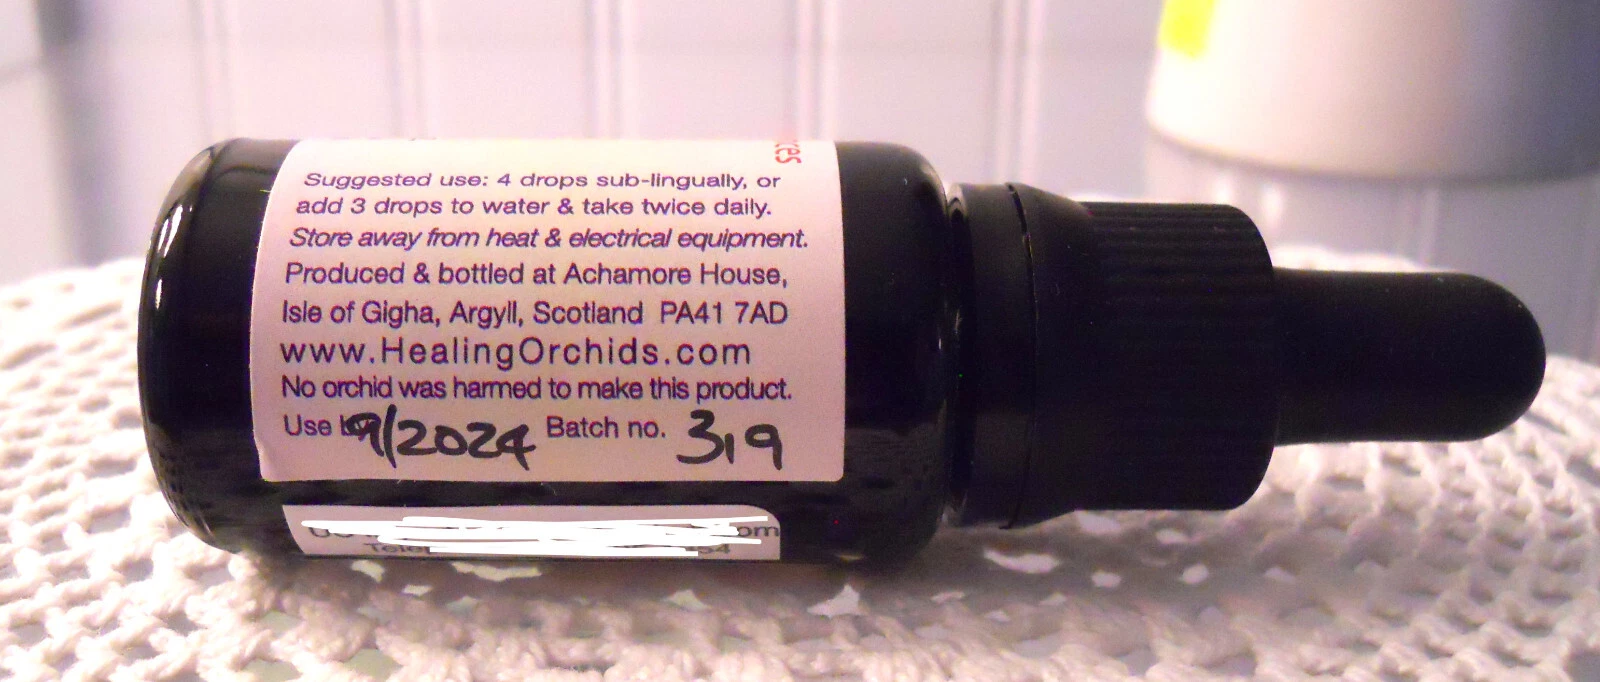 Suggested use: 4 drops sub-lingually, or
add 3 drops to water & take twice daily.
Store away from heat & electrical equipment.
Produced & bottled at Achamore House,
Isle of Gigha, Argyll, Scotland PA41 7AD
www.HealingOrchids.com
No orchid was harmed to make this product.
Use by 9/2024 Batch no. 319